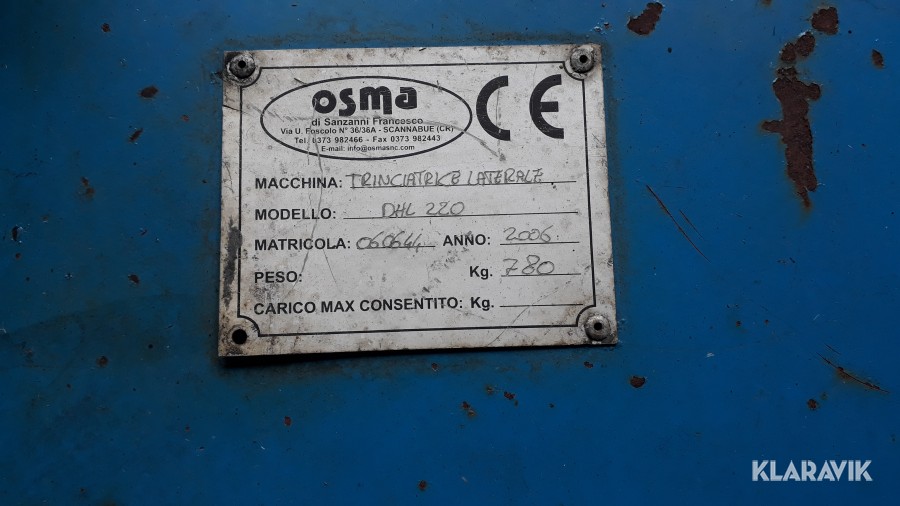 osma
di Sanzanni Francesco
Via U. Foscolo N° 36/36A - SCANNABUE (CR)
Tel. 0373 982466 - Fax 0373 982443
E-mail: info@osmasnc.com
CE
MACCHINA: TRINCIATRICE LATERALE
MODELLO: DHL 220
MATRICOLA: 060644 ANNO: 2006
PESO: Kg. 780
CARICO MAX CONSENTITO: Kg.
KLARAVIK